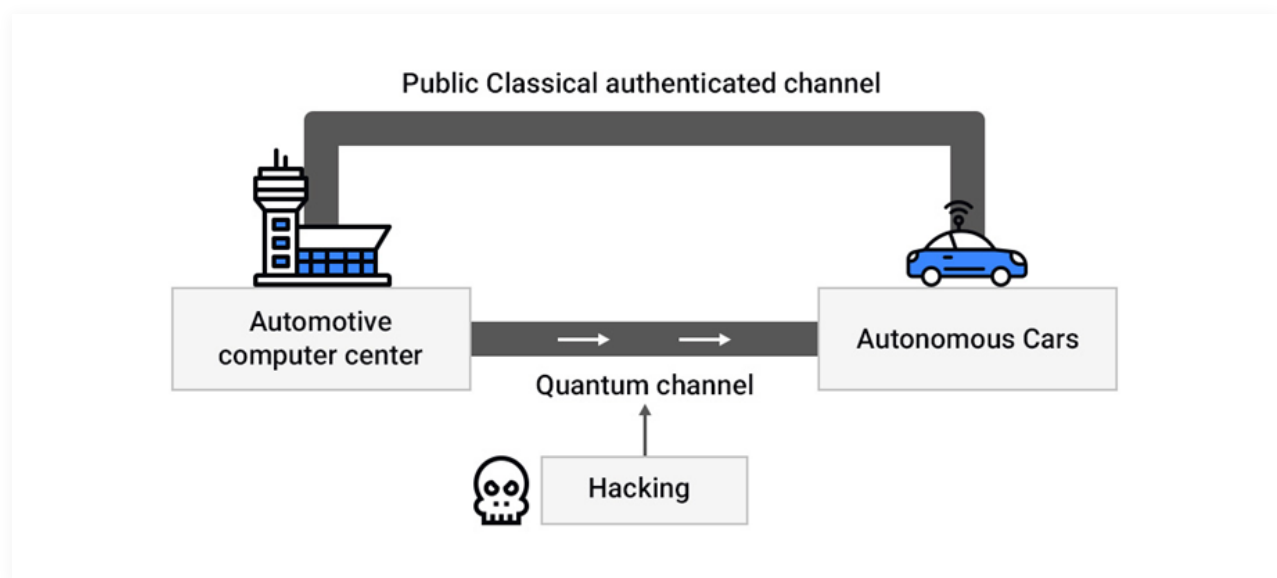 Public Classical authenticated channel
Automotive
computer center
Autonomous Cars
Quantum channel
Hacking